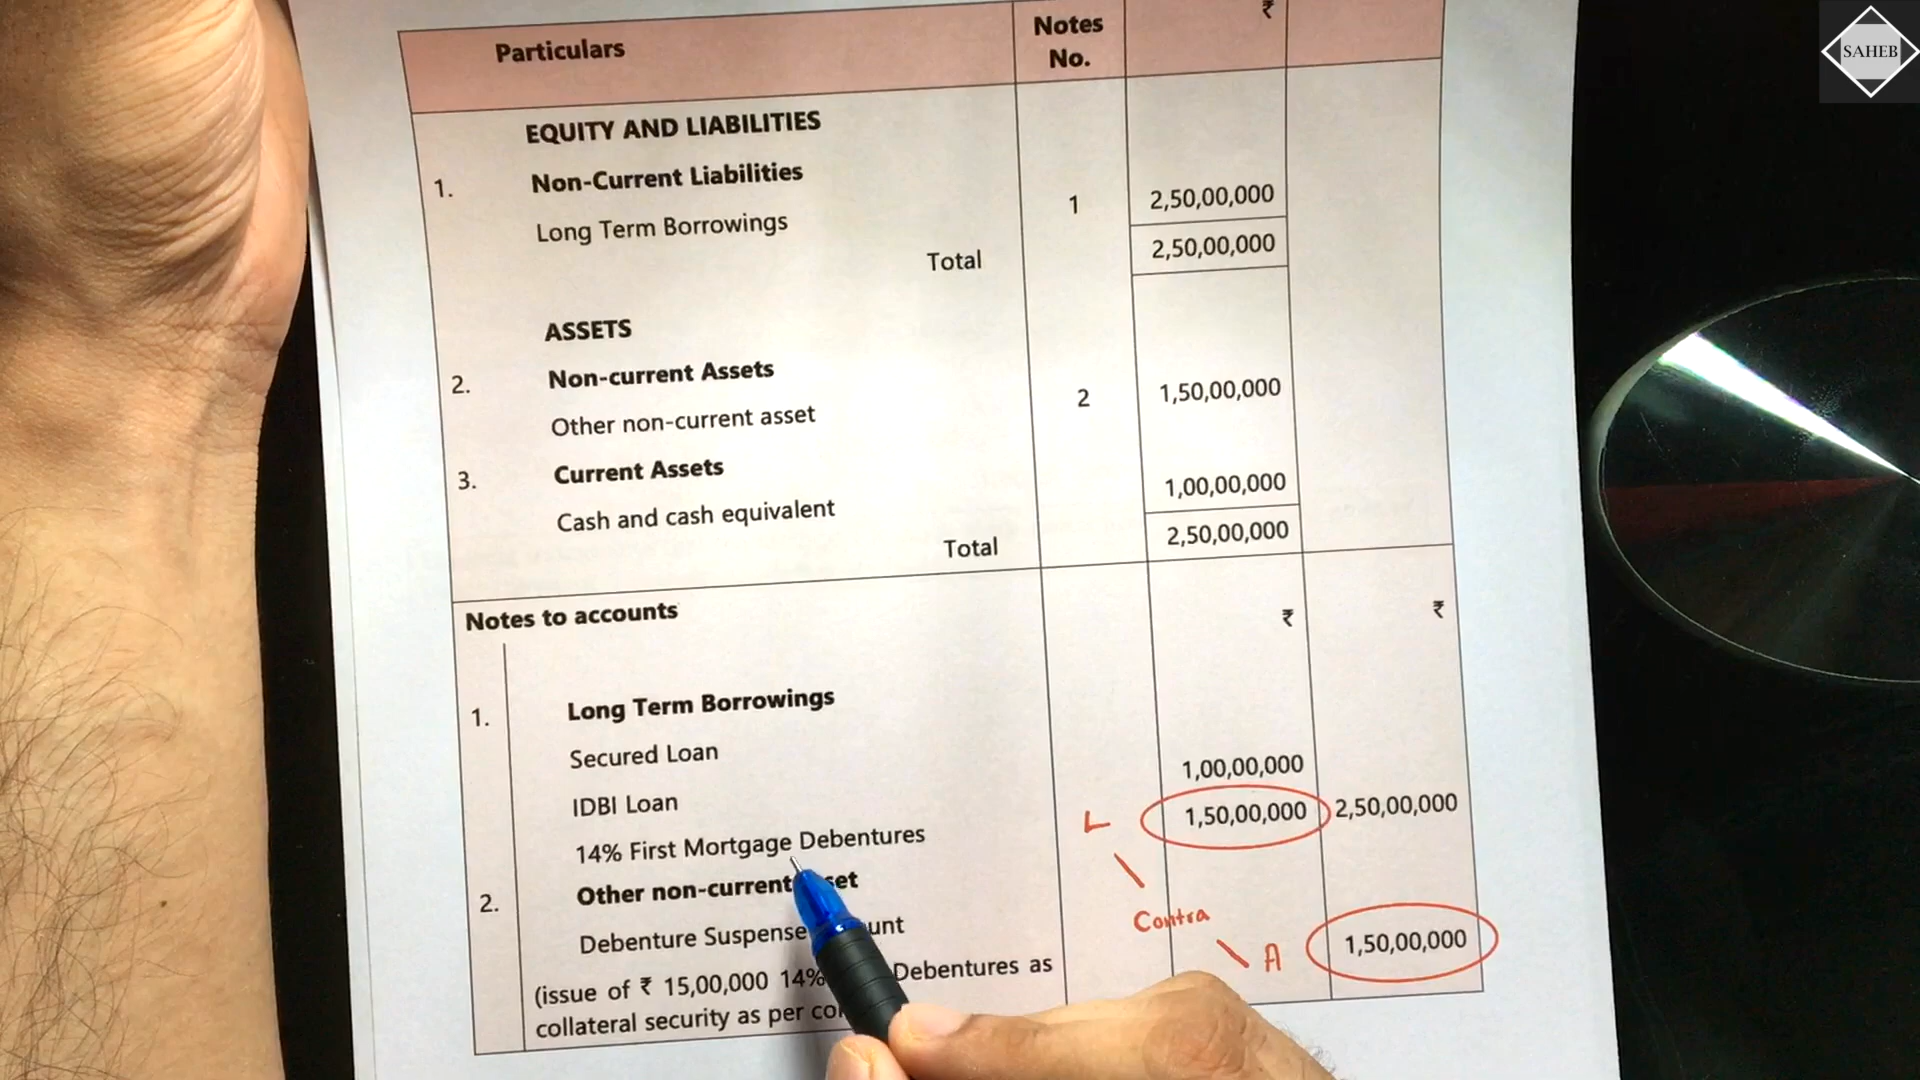 SAHEB
Particulars Notes No. ₹
EQUITY AND LIABILITIES
1. Non-Current Liabilities
Long Term Borrowings 1 2,50,00,000
Total 2,50,00,000
ASSETS
2. Non-current Assets
Other non-current asset 2 1,50,00,000
3. Current Assets
Cash and cash equivalent 1,00,00,000
Total 2,50,00,000
Notes to accounts
₹ ₹
1. Long Term Borrowings
Secured Loan
IDBI Loan 1,00,00,000
14% First Mortgage Debentures L 1,50,00,000 2,50,00,000
2. Other non-current
Debenture Suspense Contra
A 1,50,00,000
(issue of ₹ 15,00,000 14% Debentures as
collateral security as per